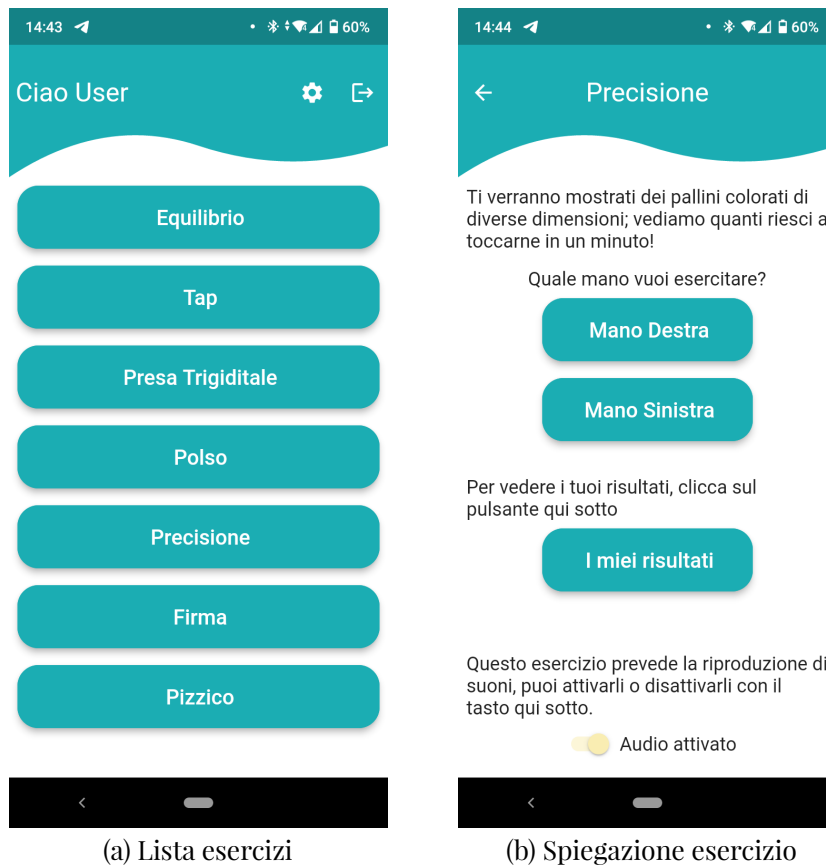 14:43
60%
Ciao User
Equilibrio
Tap
Presa Trigiditale
Polso
Precisione
Firma
Pizzico
(a) Lista esercizi
14:44
60%
Precisione
Ti verranno mostrati dei pallini colorati di
diverse dimensioni; vediamo quanti riesci a
toccarne in un minuto!
Quale mano vuoi esercitare?
Mano Destra
Mano Sinistra
Per vedere i tuoi risultati, clicca sul
pulsante qui sotto
I miei risultati
Questo esercizio prevede la riproduzione di
suoni, puoi attivarli o disattivarli con il
tasto qui sotto.
Audio attivato
(b) Spiegazione esercizio